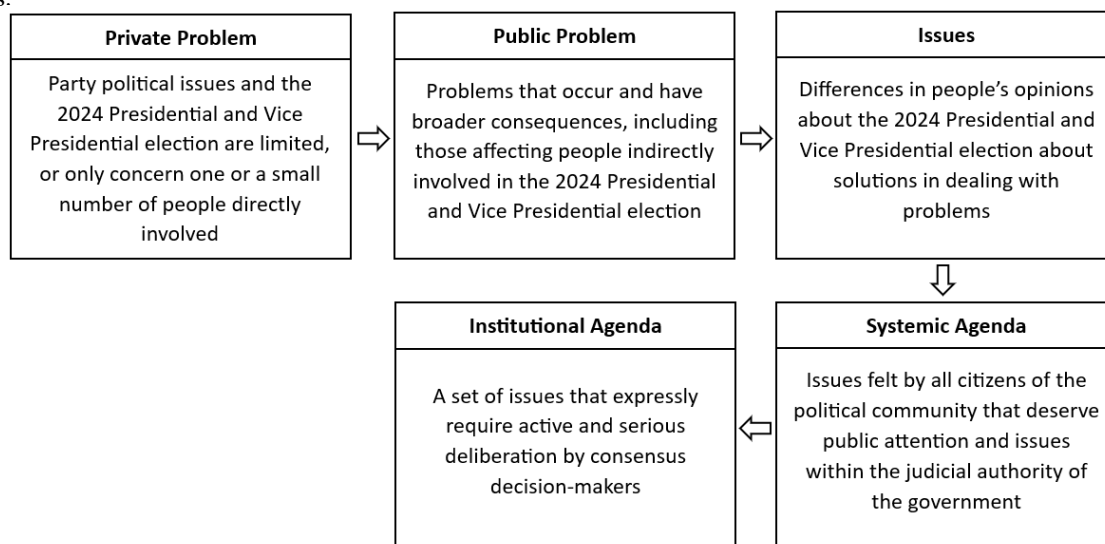 s.
Private Problem
Party political issues and the
2024 Presidential and Vice
Presidential election are limited,
or only concern one or a small
number of people directly
involved
Public Problem
Problems that occur and have
broader consequences, including
those affecting people indirectly
involved in the 2024 Presidential
and Vice Presidential election
Issues
Differences in people's opinions
about the 2024 Presidential and
Vice Presidential election about
solutions in dealing with
problems
Systemic Agenda
Issues felt by all citizens of the
political community that deserve
public attention and issues
within the judicial authority of
the government
Institutional Agenda
A set of issues that expressly
require active and serious
deliberation by consensus
decision-makers